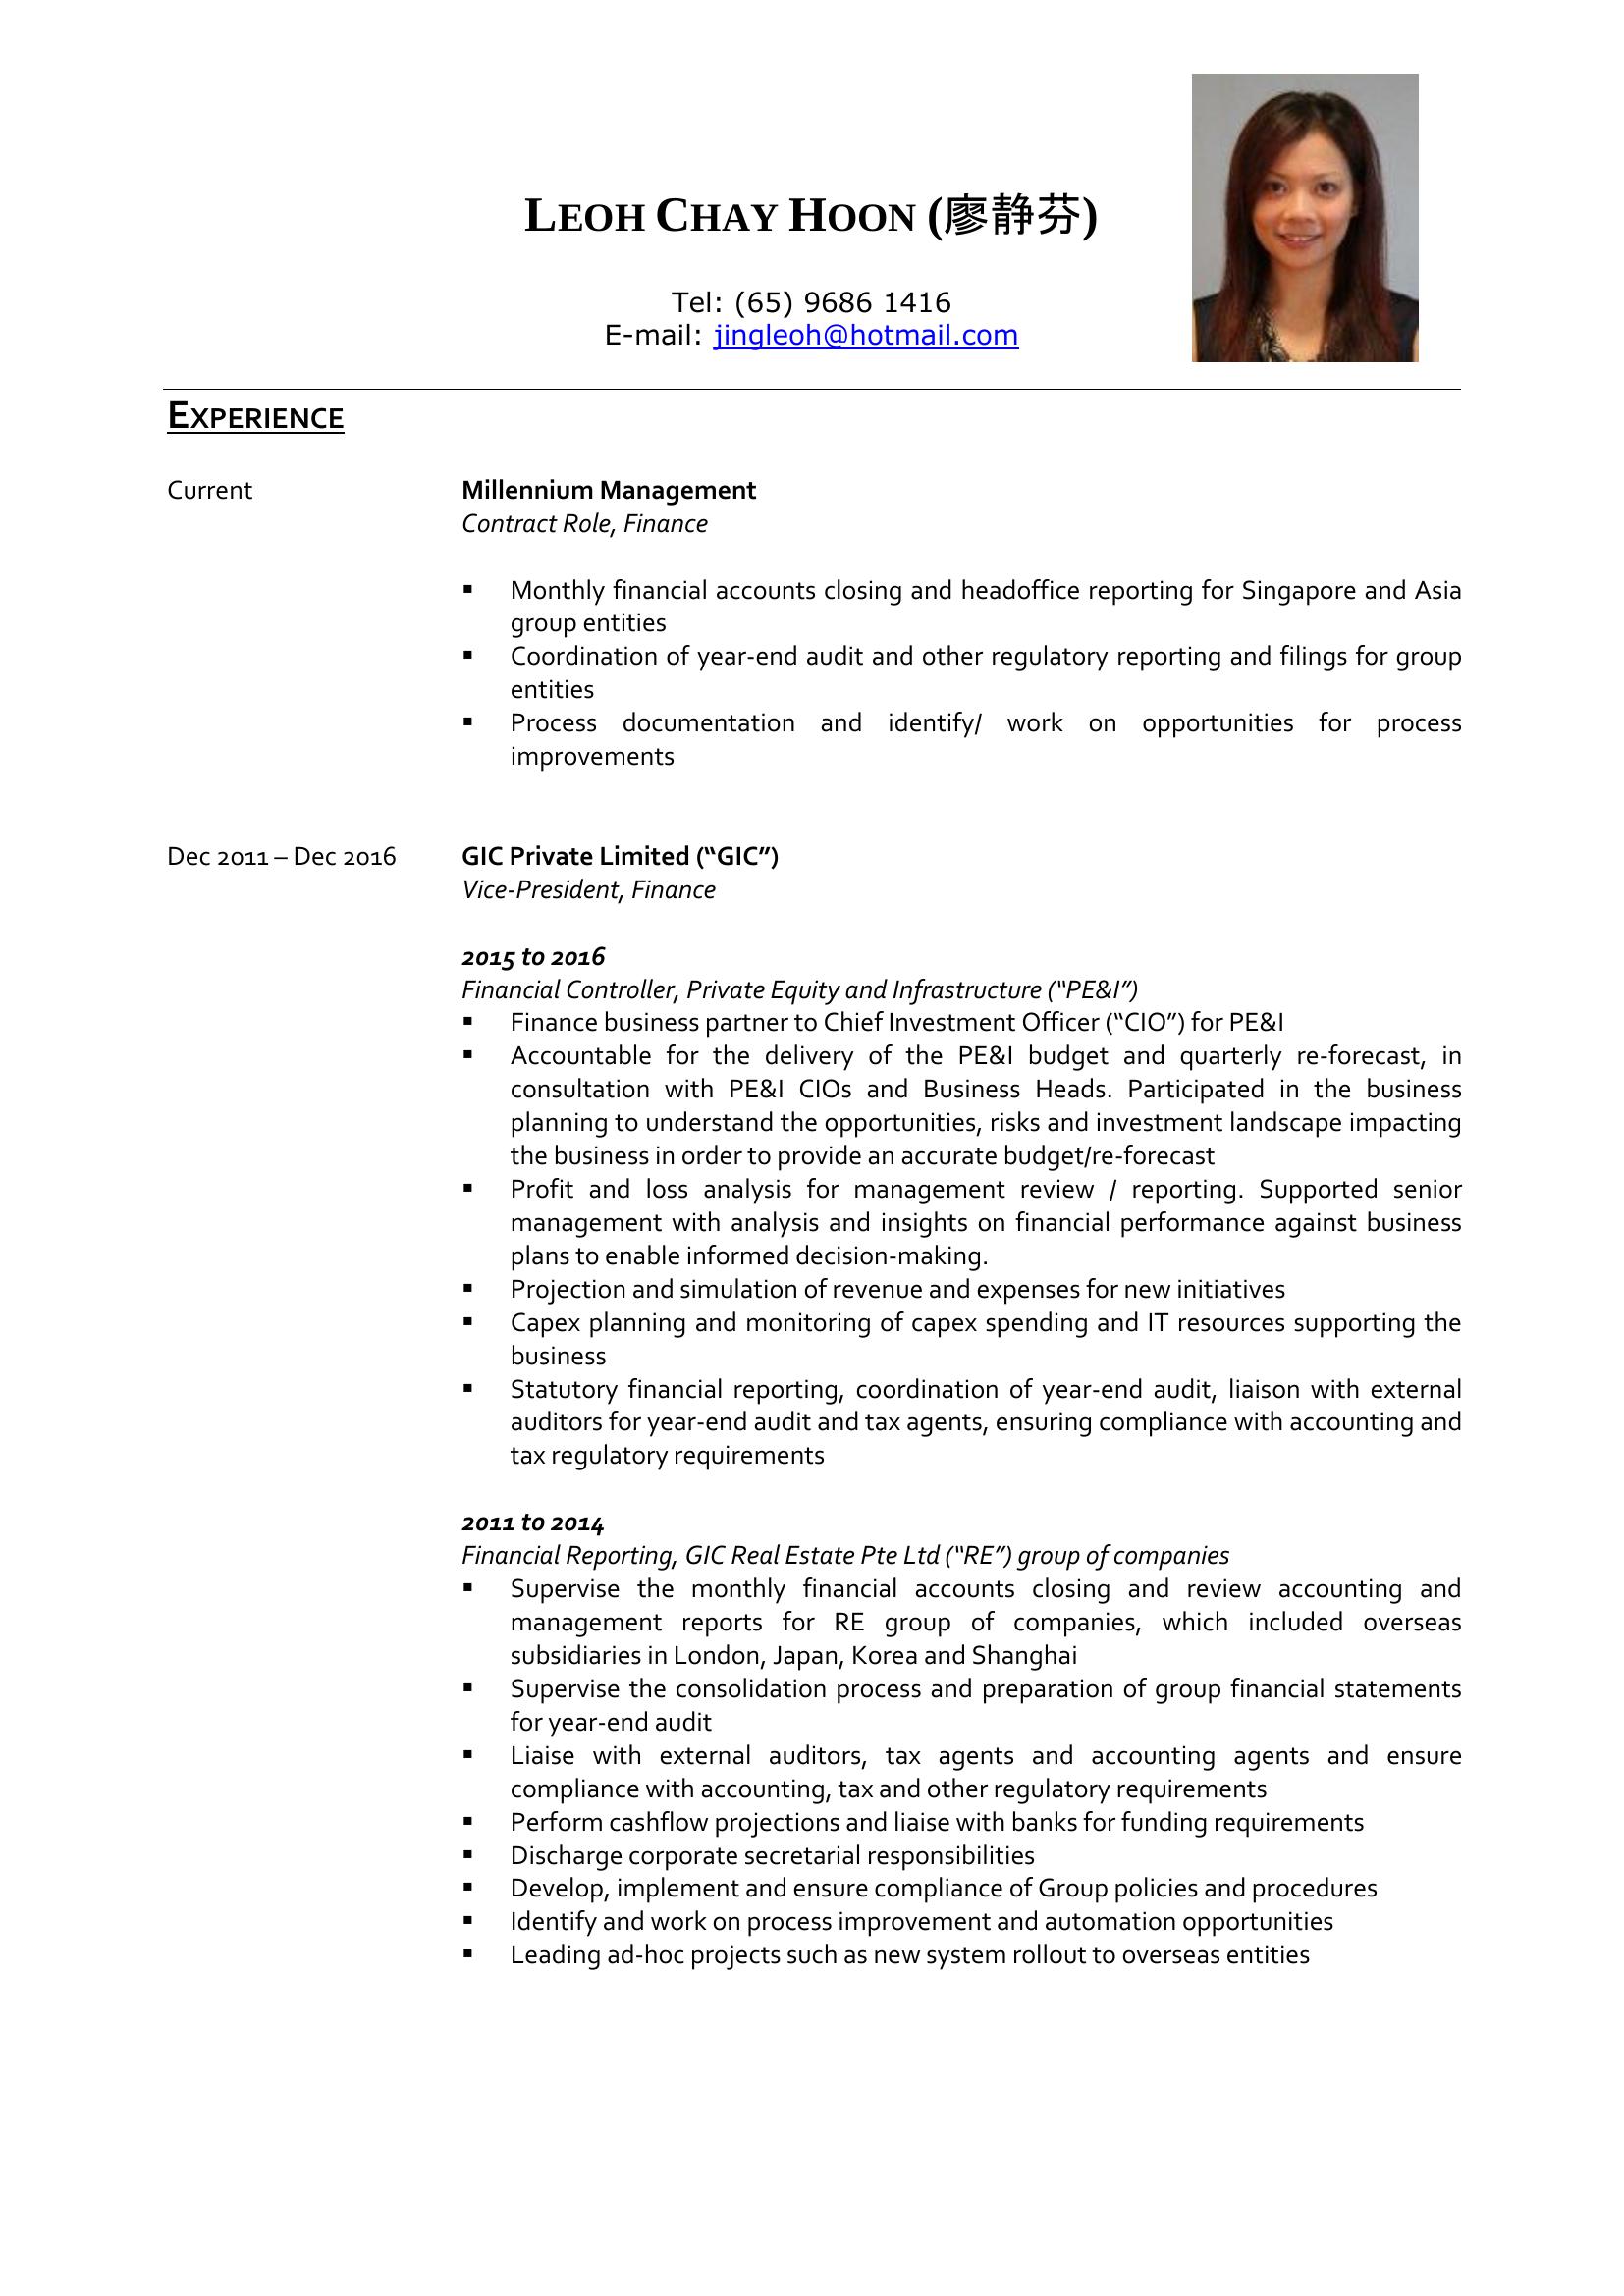 LEOH CHAY HOON (廖静芬)
Tel: (65) 9686 1416
E-mail: jingleoh@hotmail.com
EXPERIENCE
Current Millennium Management
Contract Role, Finance
▪ Monthly financial accounts closing and headoffice reporting for Singapore and Asia
group entities
▪ Coordination of year-end audit and other regulatory reporting and filings for group
entities
▪ Process documentation and identify/ work on opportunities for process
improvements
Dec 2011 – Dec 2016 GIC Private Limited (“GIC”)
Vice-President, Finance
2015 to 2016
Financial Controller, Private Equity and Infrastructure (“PE&I”)
▪ Finance business partner to Chief Investment Officer (“CIO”) for PE&I
▪ Accountable for the delivery of the PE&I budget and quarterly re-forecast, in
consultation with PE&I CIOs and Business Heads. Participated in the business
planning to understand the opportunities, risks and investment landscape impacting
the business in order to provide an accurate budget/re-forecast
▪ Profit and loss analysis for management review / reporting. Supported senior
management with analysis and insights on financial performance against business
plans to enable informed decision-making.
▪ Projection and simulation of revenue and expenses for new initiatives
▪ Capex planning and monitoring of capex spending and IT resources supporting the
business
▪ Statutory financial reporting, coordination of year-end audit, liaison with external
auditors for year-end audit and tax agents, ensuring compliance with accounting and
tax regulatory requirements
2011 to 2014
Financial Reporting, GIC Real Estate Pte Ltd (“RE”) group of companies
▪ Supervise the monthly financial accounts closing and review accounting and
management reports for RE group of companies, which included overseas
subsidiaries in London, Japan, Korea and Shanghai
▪ Supervise the consolidation process and preparation of group financial statements
for year-end audit
▪ Liaise with external auditors, tax agents and accounting agents and ensure
compliance with accounting, tax and other regulatory requirements
▪ Perform cashflow projections and liaise with banks for funding requirements
▪ Discharge corporate secretarial responsibilities
▪ Develop, implement and ensure compliance of Group policies and procedures
▪ Identify and work on process improvement and automation opportunities
▪ Leading ad-hoc projects such as new system rollout to overseas entities